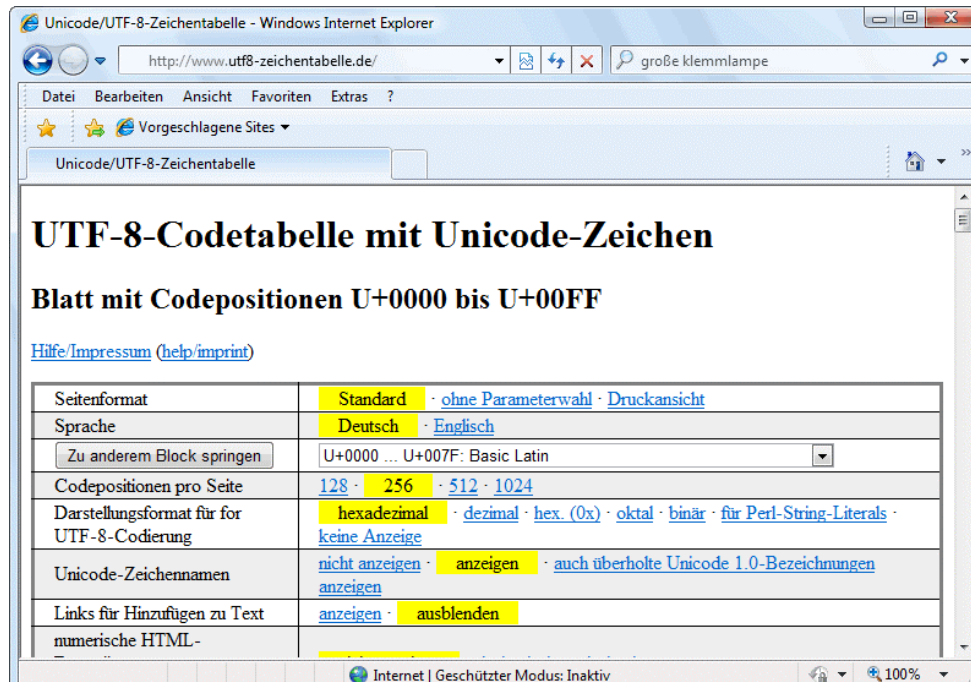 Unicode/UTF-8-Zeichentabelle - Windows Internet Explorer
http://www.utf8-zeichentabelle.de/ große klemmlampe
Datei Bearbeiten Ansicht Favoriten Extras ?
Vorgeschlagene Sites
Unicode/UTF-8-Zeichentabelle »
UTF-8-Codetabelle mit Unicode-Zeichen
Blatt mit Codepositionen U+0000 bis U+00FF
Hilfe/Impressum (help/imprint)
Seitenformat Standard · ohne Parameterwahl · Druckansicht
Sprache Deutsch · Englisch
Zu anderem Block springen U+0000 ... U+007F: Basic Latin
Codepositionen pro Seite 128 · 256 · 512 · 1024
Darstellungsformat für for hexadezimal · dezimal · hex. (0x) · oktal · binär · für Perl-String-Literals ·
UTF-8-Codierung keine Anzeige
Unicode-Zeichennamen nicht anzeigen · anzeigen · auch überholte Unicode 1.0-Bezeichnungen
anzeigen
Links für Hinzufügen zu Text anzeigen · ausblenden
numerische HTML-
Internet | Geschützter Modus: Inaktiv 100%